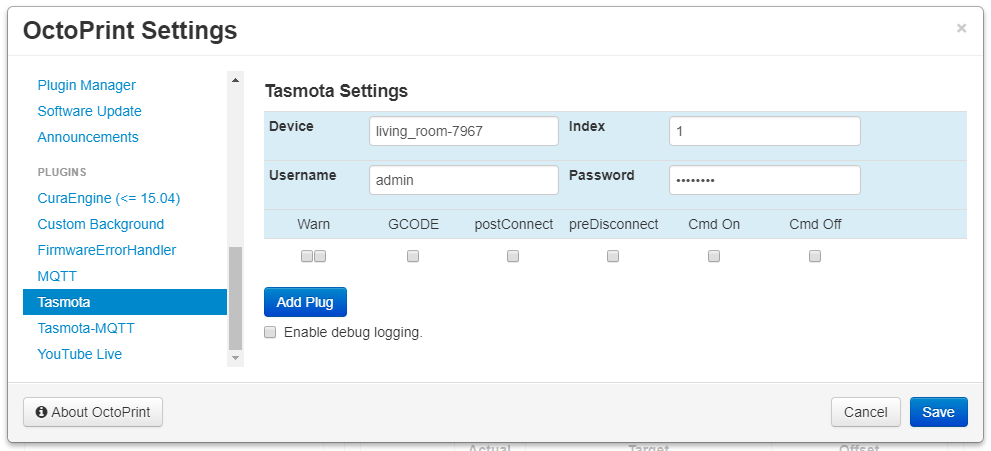 OctoPrint Settings
×
Plugin Manager
Software Update
Announcements
PLUGINS
CuraEngine (<= 15.04)
Custom Background
FirmwareErrorHandler
MQTT
Tasmota
Tasmota-MQTT
YouTube Live
Tasmota Settings
Device living_room-7967 Index 1
Username admin Password ••••••••
Warn GCODE postConnect preDisconnect Cmd On Cmd Off
Add Plug
Enable debug logging.
About OctoPrint Cancel Save
Actual Target Offset